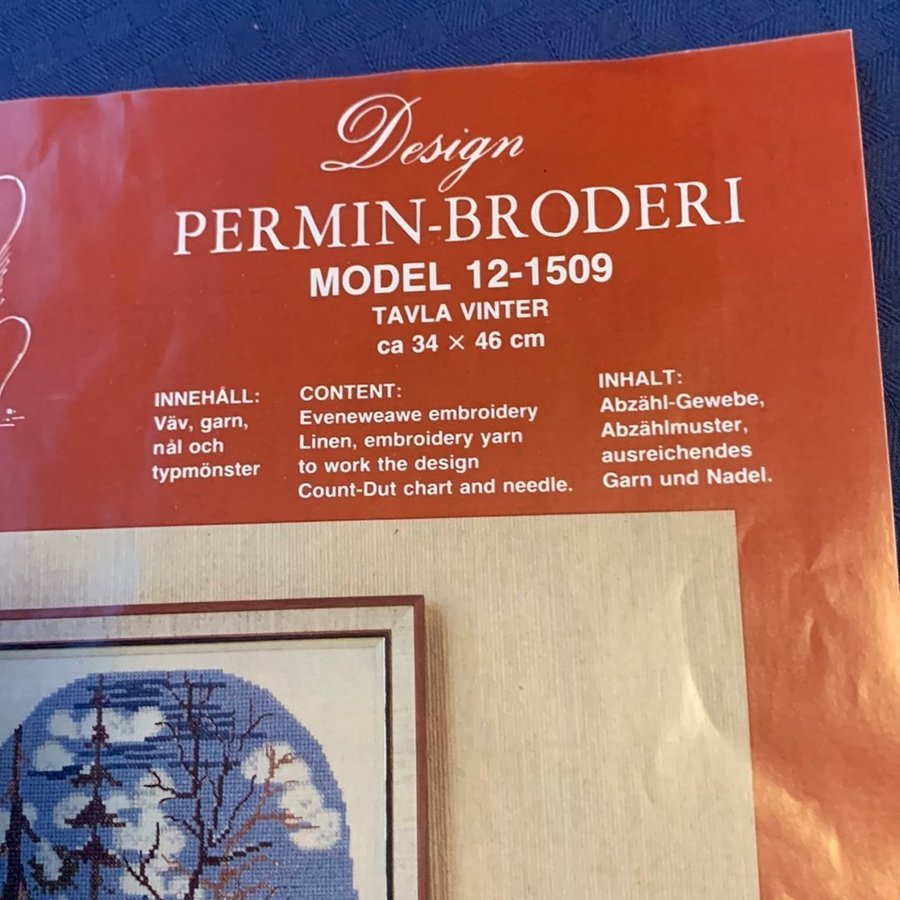 Design
PERMIN-BRODERI
MODEL 12-1509
TAVLA VINTER
ca 34 × 46 cm
INNEHÅLL:
Väv, garn,
nål och
typmönster
CONTENT:
Eveneweawe embroidery
Linen, embroidery yarn
to work the design
Count-Dut chart and needle.
INHALT:
Abzähl-Gewebe,
Abzählmuster,
ausreichendes
Garn und Nadel.